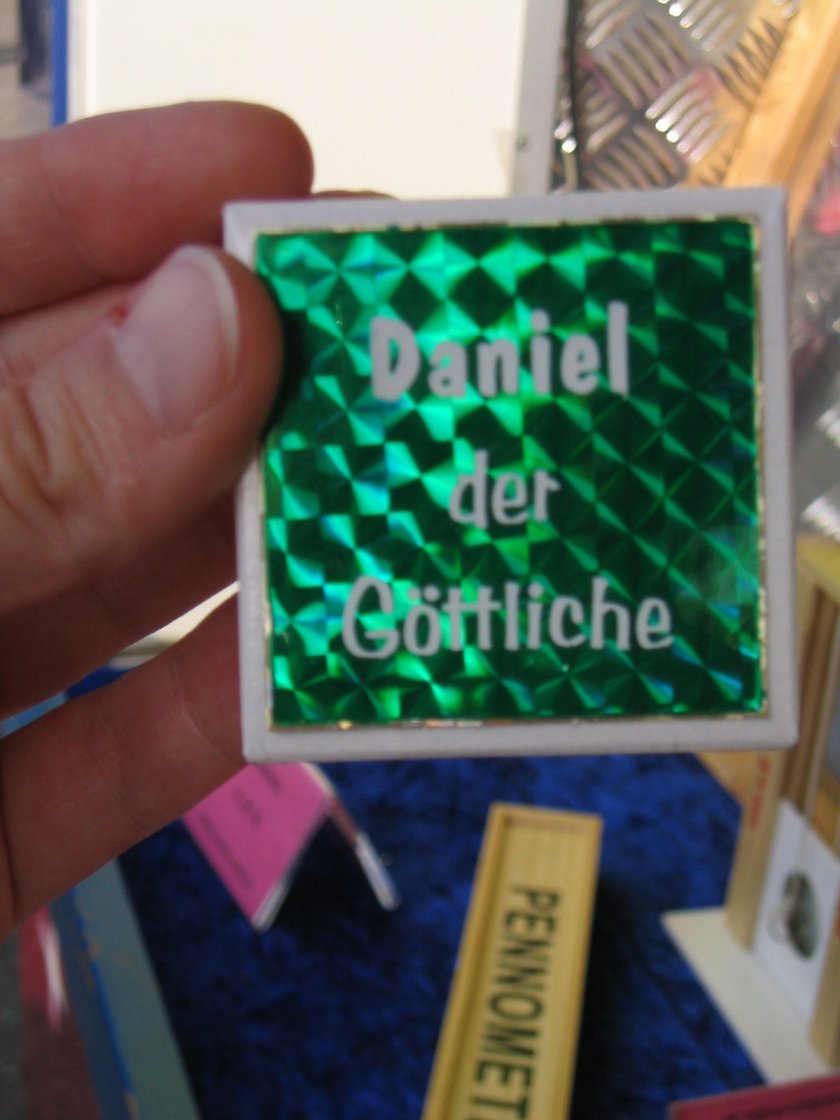 Daniel
der
Göttliche
PENNOMET